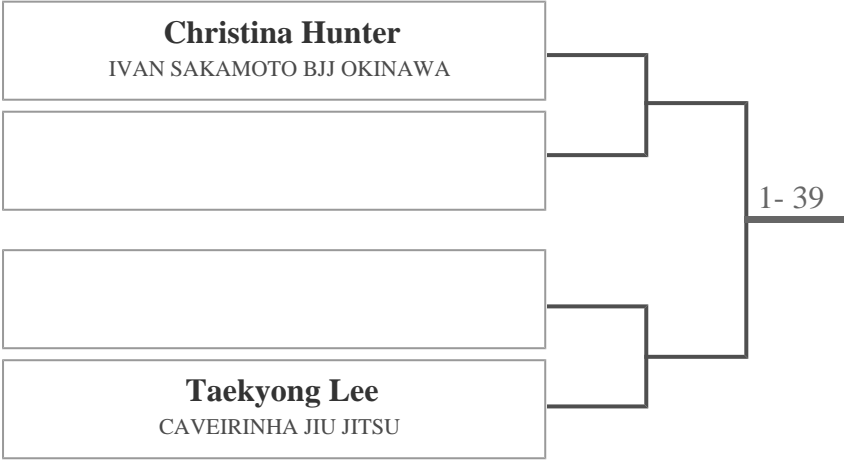 Christina Hunter
IVAN SAKAMOTO BJJ OKINAWA
1- 39
Taekyong Lee
CAVEIRINHA JIU JITSU